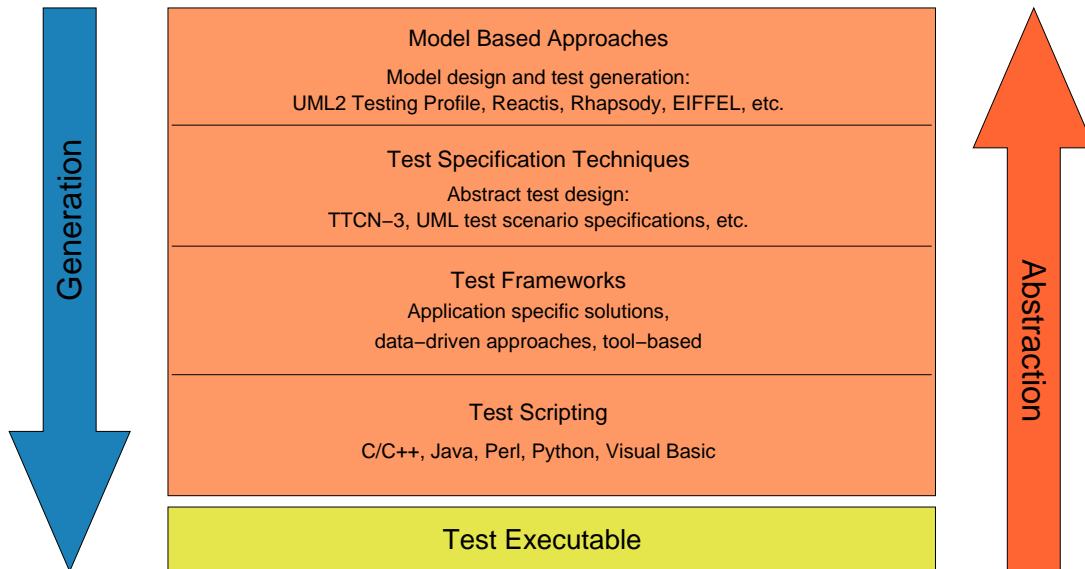 Generation
Model Based Approaches
Model design and test generation:
UML2 Testing Profile, Reactis, Rhapsody, EIFFEL, etc.
Test Specification Techniques
Abstract test design:
TTCN−3, UML test scenario specifications, etc.
Test Frameworks
Application specific solutions,
data−driven approaches, tool−based
Test Scripting
C/C++, Java, Perl, Python, Visual Basic
Test Executable
Abstraction